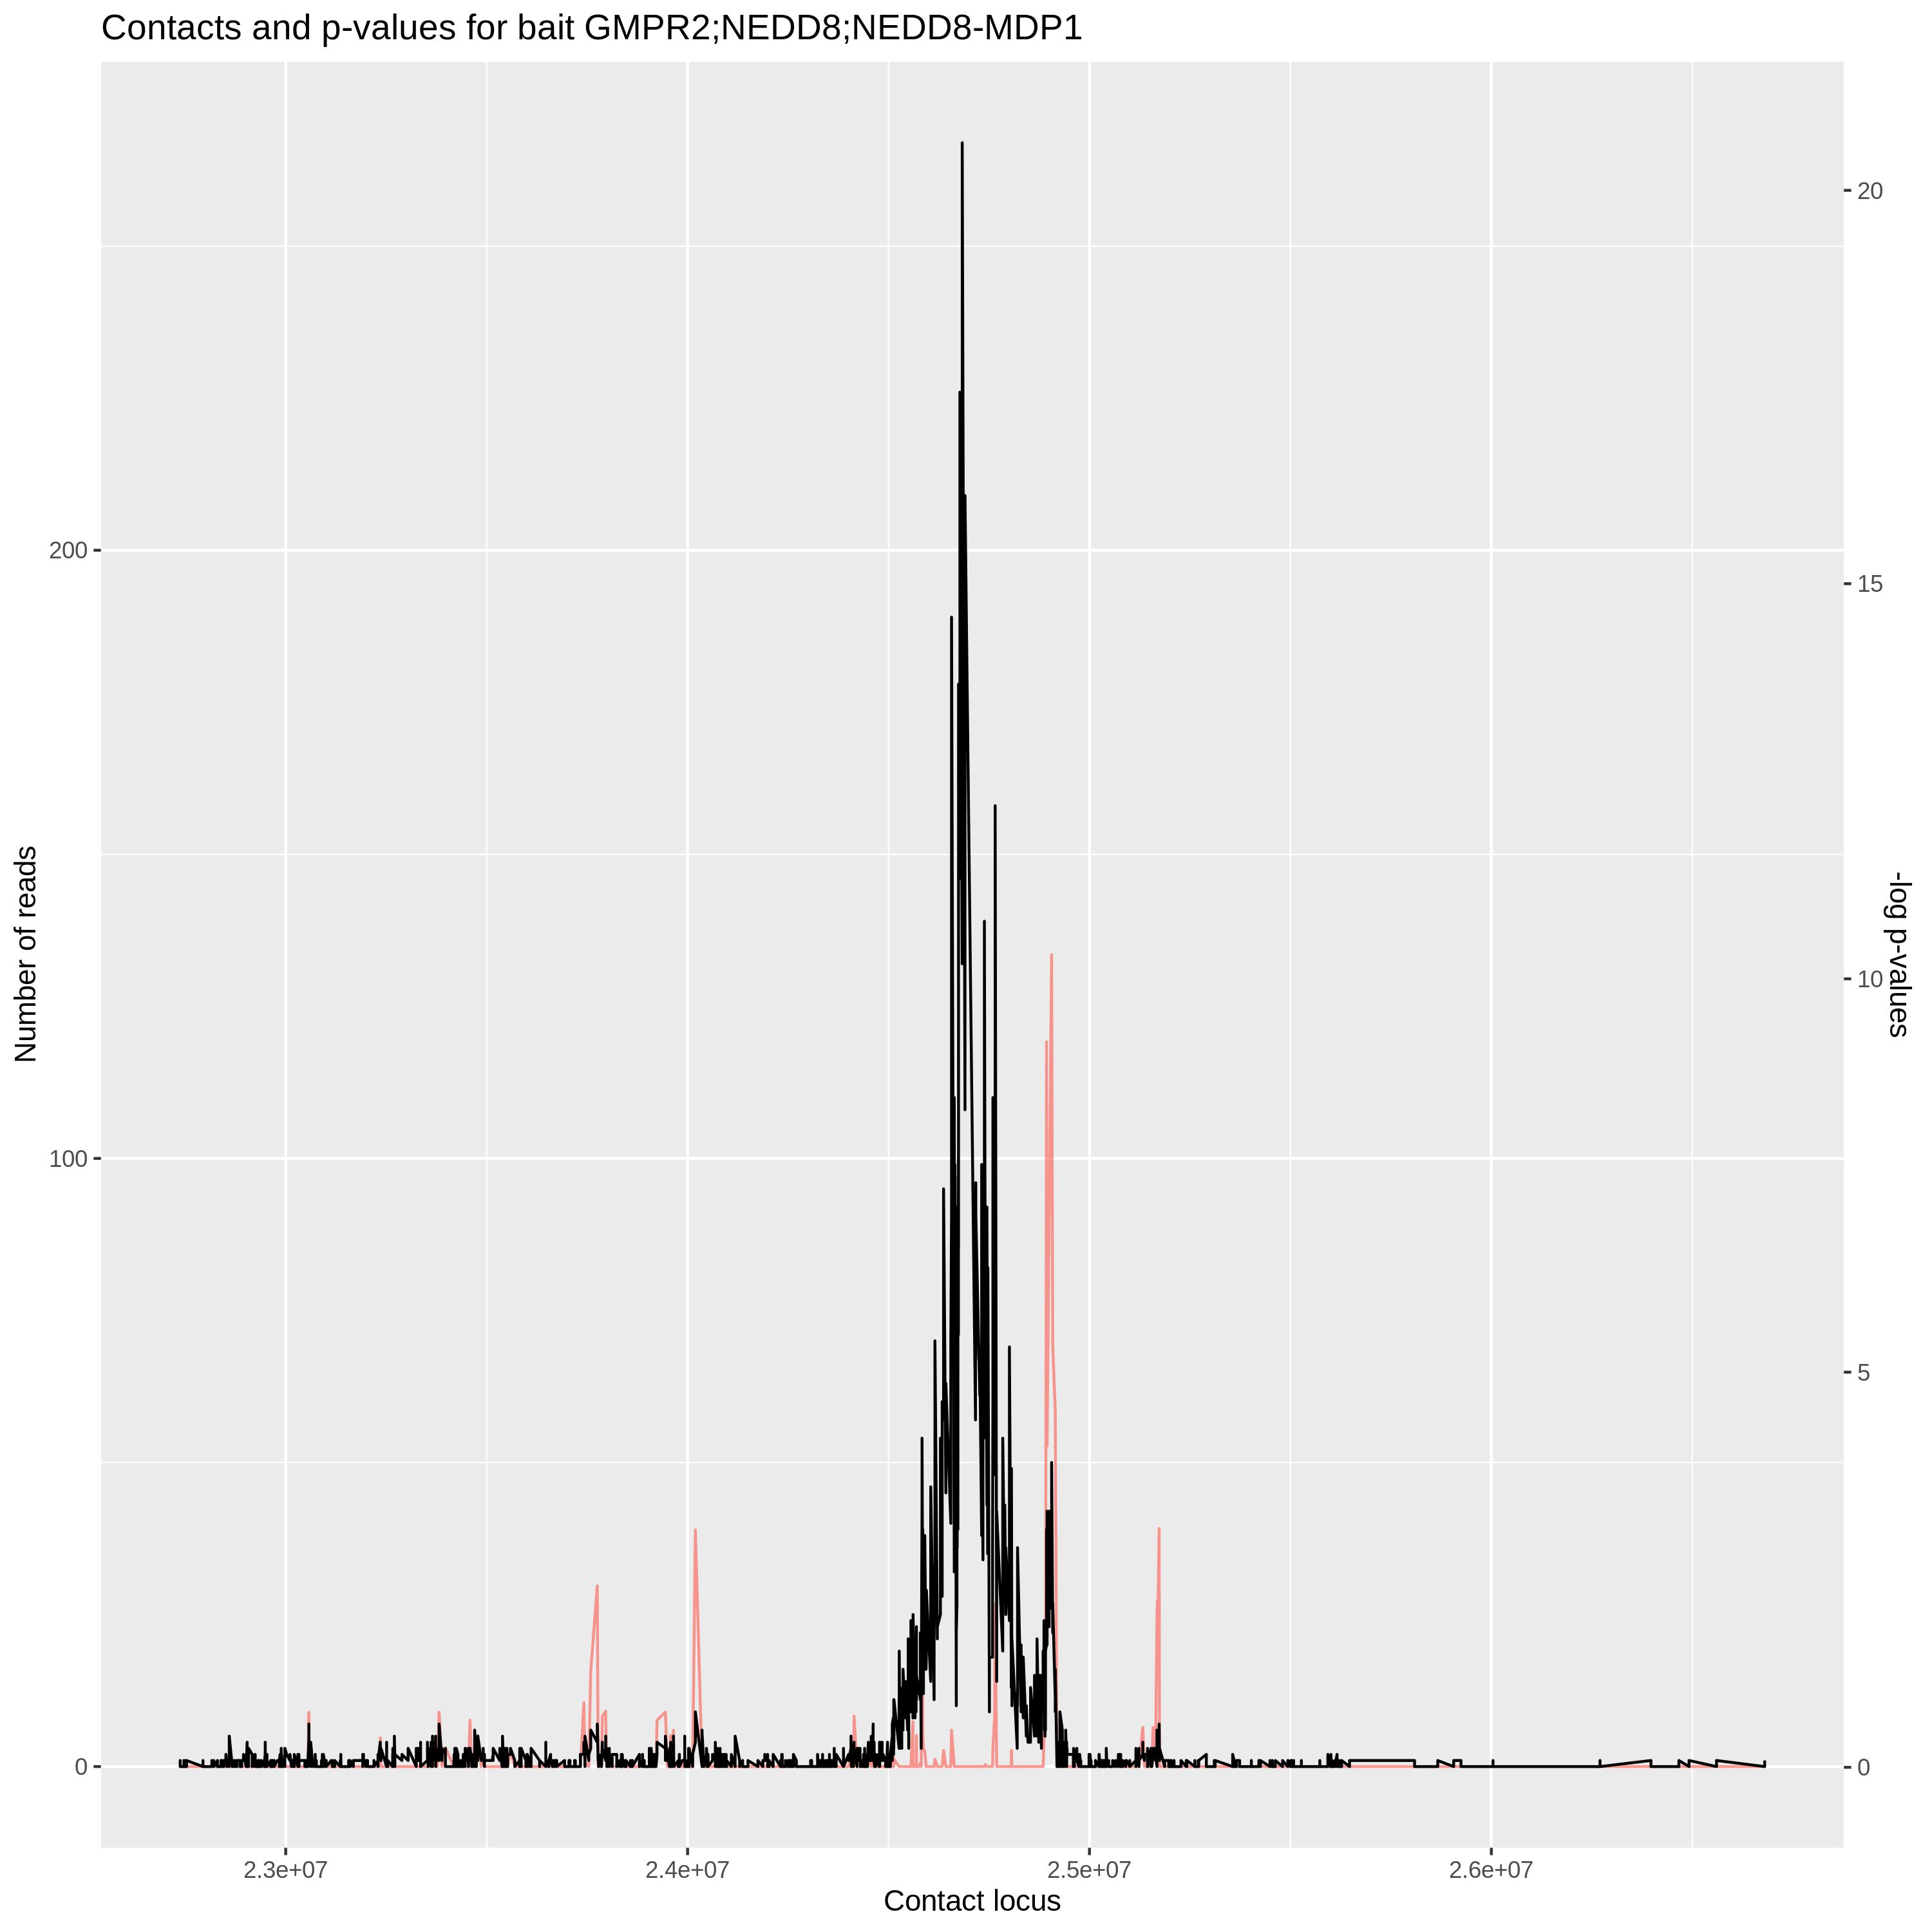 Contacts and p-values for bait GMPR2;NEDD8;NEDD8-MDP1
20
200
15
Number of reads
-log p-values
10
100
5
0
0
2.3e+07
2.4e+07
2.5e+07
2.6e+07
Contact locus